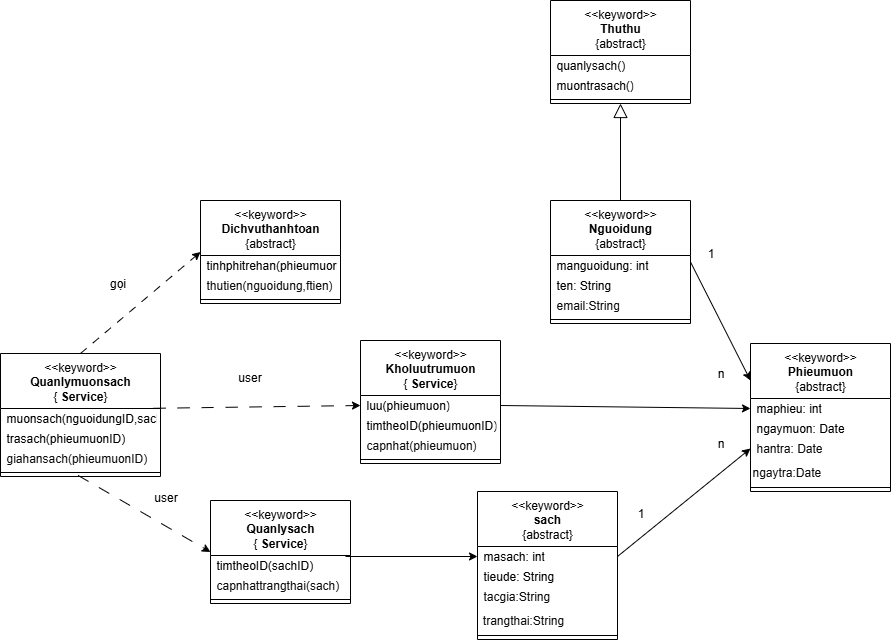 <<keyword>>
Thuthu
{abstract}
quanlysach()
muontrasach()
<<keyword>>
Dichvuthanhtoan
{abstract}
tinhphitrehan(phieumuor
thutien(nguoidung,ftien)
<<keyword>>
Nguoidung
{abstract}
manguoidung: int
ten: String
email:String
1
gọi
<<keyword>>
Quanlymuonsach
{ Service}
muonsach(nguoidungID,sac
trasach(phieumuonID)
giahansach(phieumuonID)
user
<<keyword>>
Kholuutrumuon
{ Service}
luu(phieumuon)
timtheoID(phieumuonID)
capnhat(phieumuon)
n
<<keyword>>
Phieumuon
{abstract}
maphieu: int
ngaymuon: Date
hantra: Date
ngaytra:Date
n
user
<<keyword>>
Quanlysach
{ Service}
timtheoID(sachID)
capnhattrangthai(sach)
<<keyword>>
sach
{abstract}
masach: int
tieude: String
tacgia:String
trangthai:String
1